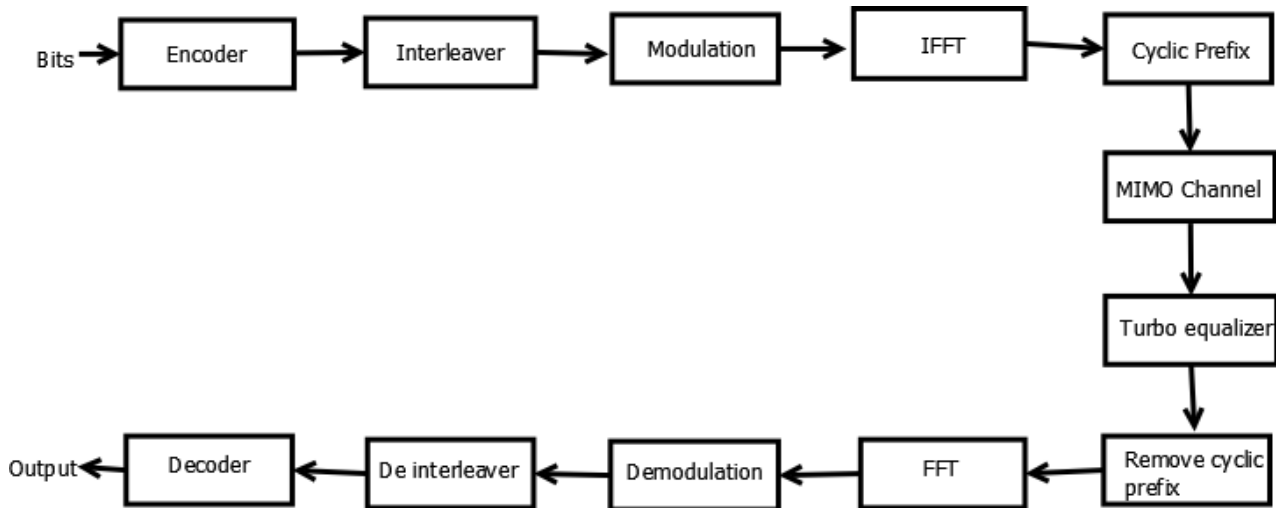 Bits
Encoder
Interleaver
Modulation
IFFT
Cyclic Prefix
MIMO Channel
Turbo equalizer
Remove cyclic
prefix
FFT
Demodulation
De interleaver
Decoder
Output